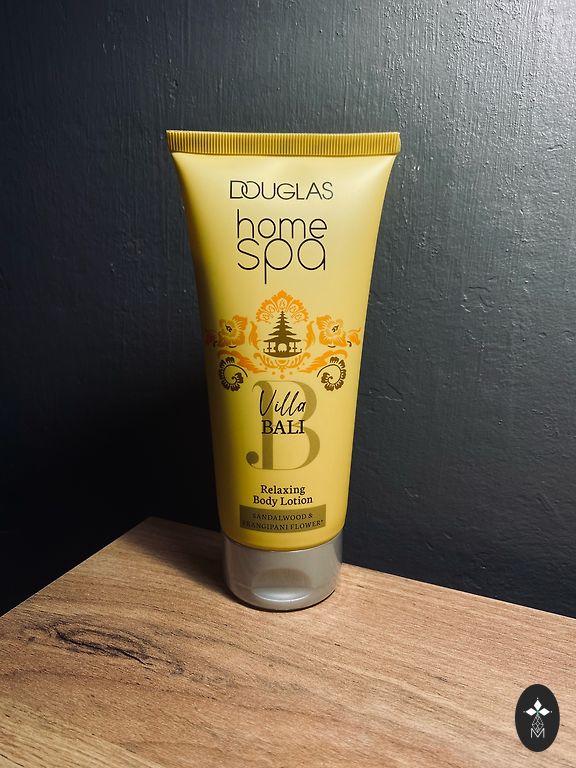 DOUGLAS
home
spa
B
Villa
BALI
Relaxing
Body Lotion
SANDALWOOD &
FRANGIPANI FLOWER*
M